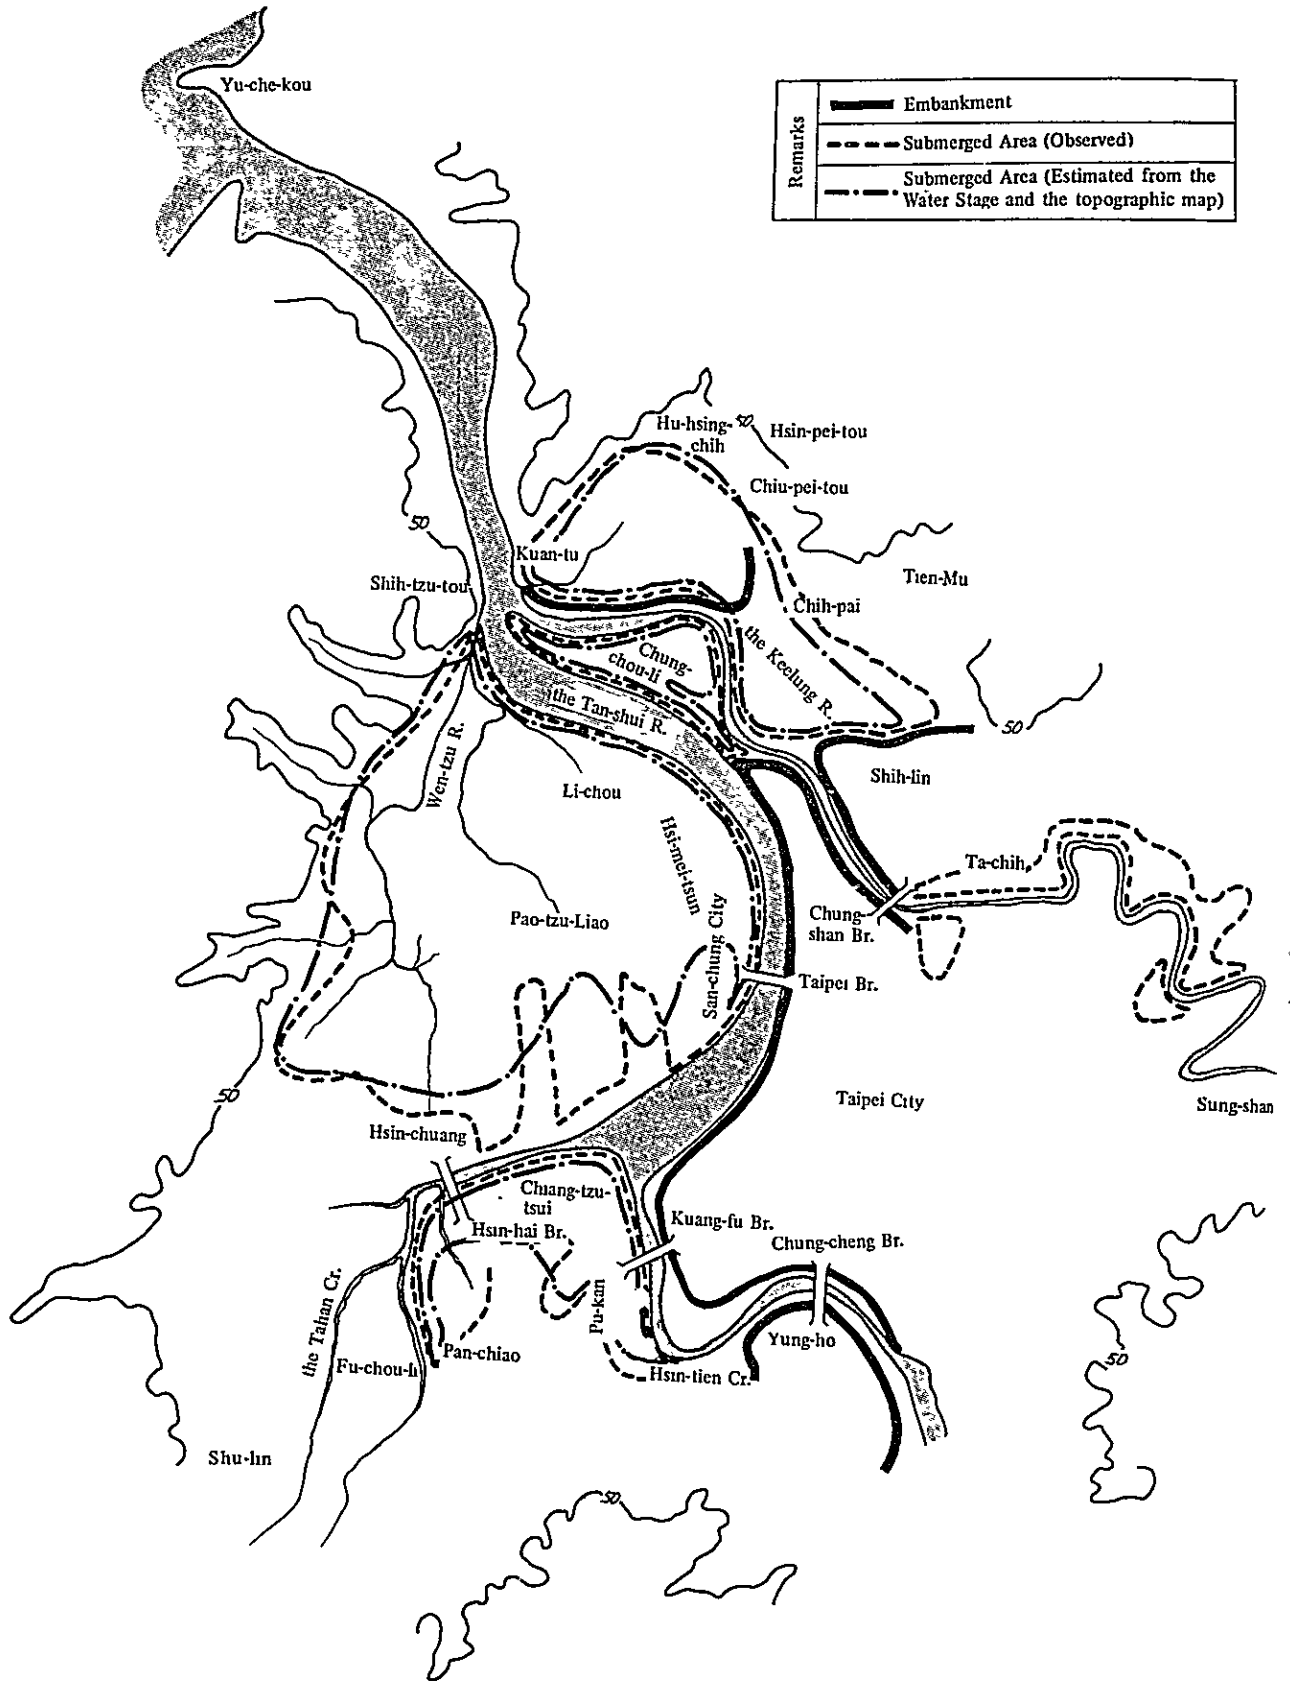 Yu-che-kou
Remarks
Embankment
Submerged Area (Observed)
Submerged Area (Estimated from the
Water Stage and the topographic map)
Hu-hsing-
chih
50
Hsin-pei-tou
Chiu-pei-tou
50
Kuan-tu
Tien-Mu
Shih-tzu-tou
Chih-pai
Chung-
chou-li
the Keelung R.
the Tan-shui R.
50
Wen-tzu R.
Li-chou
Shih-lin
Hsi-mei-tsun
Ta-chih
Pao-tzu-Liao
San-chung City
Chung-
shan Br.
Taipei Br.
50
Taipei City
Sung-shan
Hsin-chuang
Chiang-tzu-
tsui
Hsin-hai Br.
Kuang-fu Br.
Chung-cheng Br.
the Tahan Cr.
Pu-kan
Yung-ho
Fu-chou-li
Pan-chiao
Hsin-tien Cr.
50
Shu-lin
50